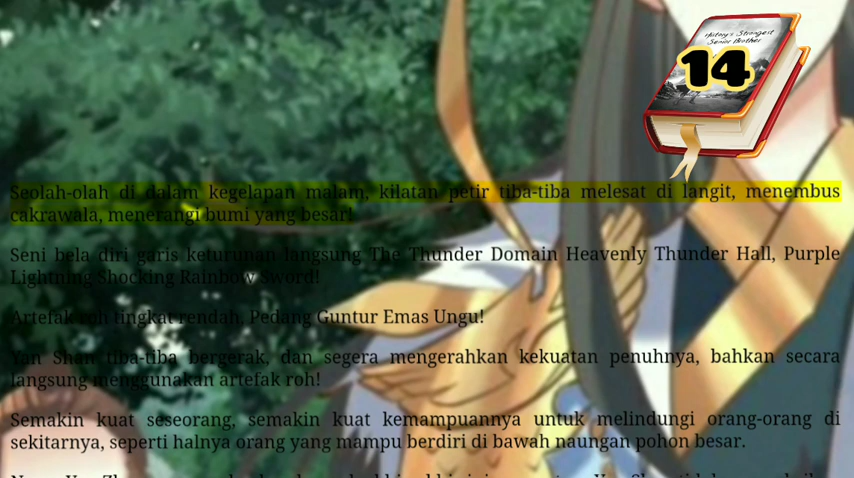 History's Strongest
Senior Brother
14
Seolah-olah di dalam kegelapan malam, kilatan petir tiba-tiba melesat di langit, menembus
cakrawala, menerangi bumi yang besar!
Seni bela diri garis keturunan langsung The Thunder Domain Heavenly Thunder Hall, Purple
Lightning Shocking Rainbow Sword!
Artefak roh tingkat rendah, Pedang Guntur Emas Ungu!
Yan Shan tiba-tiba bergerak, dan segera mengerahkan kekuatan penuhnya, bahkan secara
langsung menggunakan artefak roh!
Semakin kuat seseorang, semakin kuat kemampuannya untuk melindungi orang-orang di
sekitarnya, seperti halnya orang yang mampu berdiri di bawah naungan pohon besar.